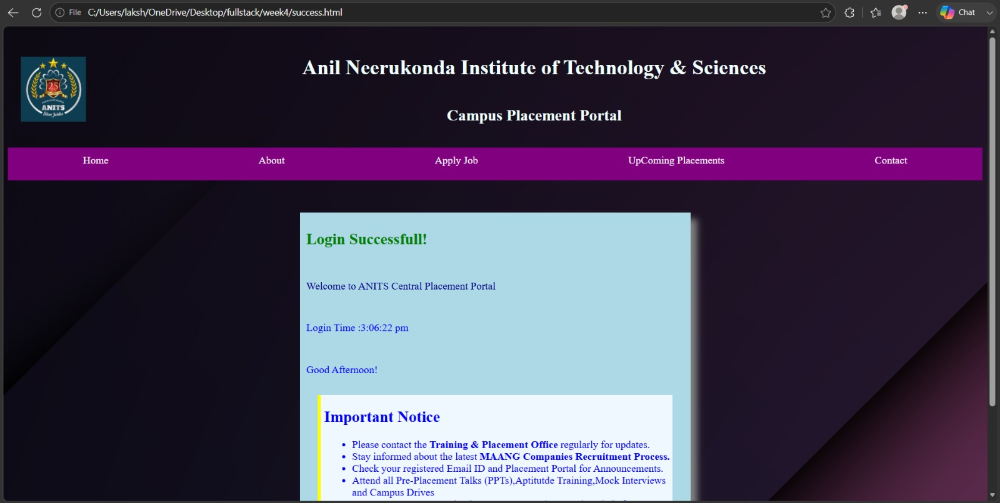 File C:/Users/laksh/OneDrive/Desktop/fullstack/week4/success.html
Chat
25
ANITS
Silver Jubilee
Anil Neerukonda Institute of Technology & Sciences
Campus Placement Portal
Home About Apply Job UpComing Placements Contact
Login Successfull!
Welcome to ANITS Central Placement Portal
Login Time :3:06:22 pm
Good Afternoon!
Important Notice
• Please contact the Training & Placement Office regularly for updates.
• Stay informed about the latest MAANG Companies Recruitment Process.
• Check your registered Email ID and Placement Portal for Announcements.
• Attend all Pre-Placement Talks (PPTs),Aptitutde Training,Mock Interviews
and Campus Drives